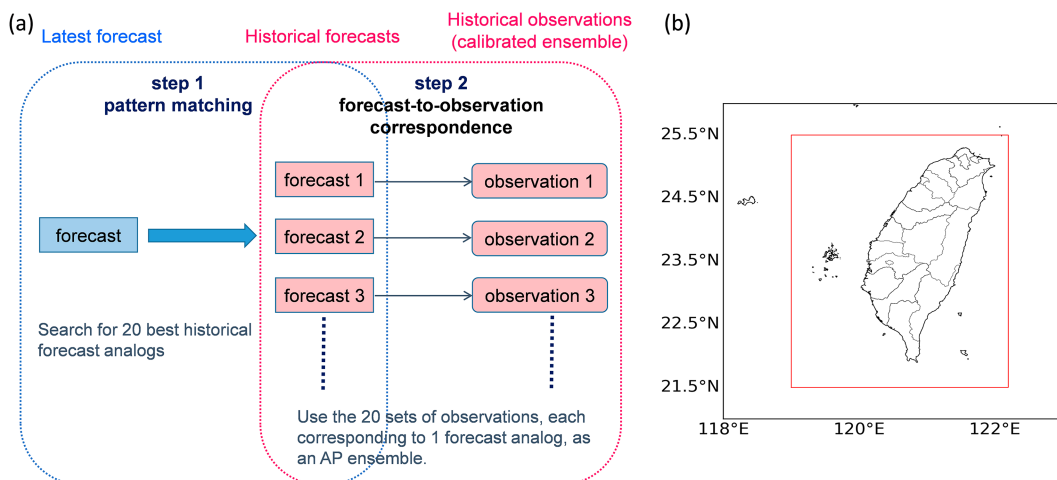 (a)
Latest forecast
Historical forecasts
Historical observations
(calibrated ensemble)
step 1
pattern matching
step 2
forecast-to-observation
correspondence
forecast
forecast 1
observation 1
forecast 2
observation 2
forecast 3
observation 3
Search for 20 best historical
forecast analogs
Use the 20 sets of observations, each
corresponding to 1 forecast analog, as
an AP ensemble.
(b)
25.5°N
24.5°N
23.5°N
22.5°N
21.5°N
118°E
120°E
122°E